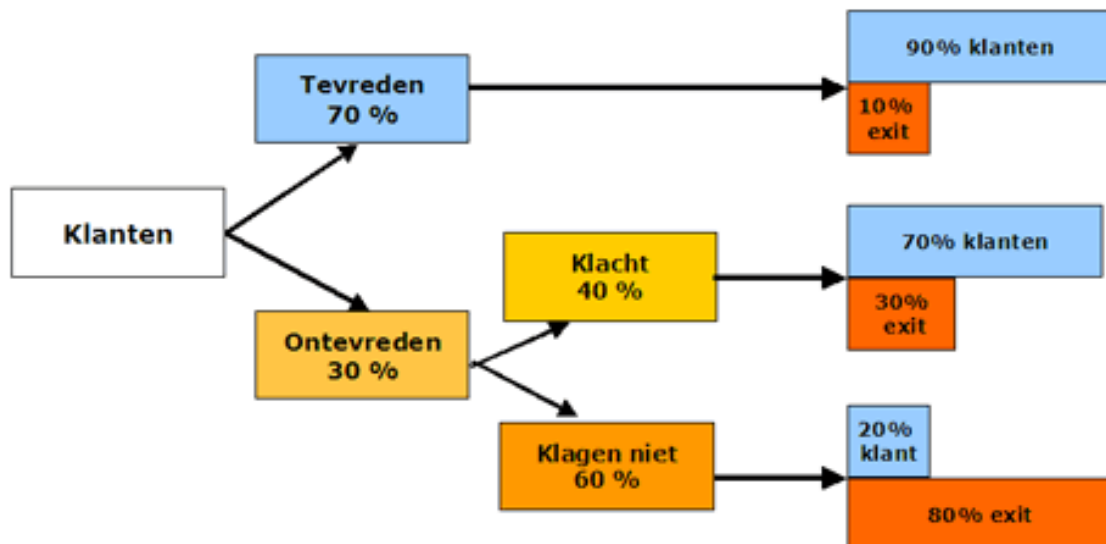 Klanten
Tevreden
70 %
Ontevreden
30 %
Klacht
40 %
Klagen niet
60 %
90% klanten
10%
exit
70% klanten
30%
exit
20%
klant
80% exit